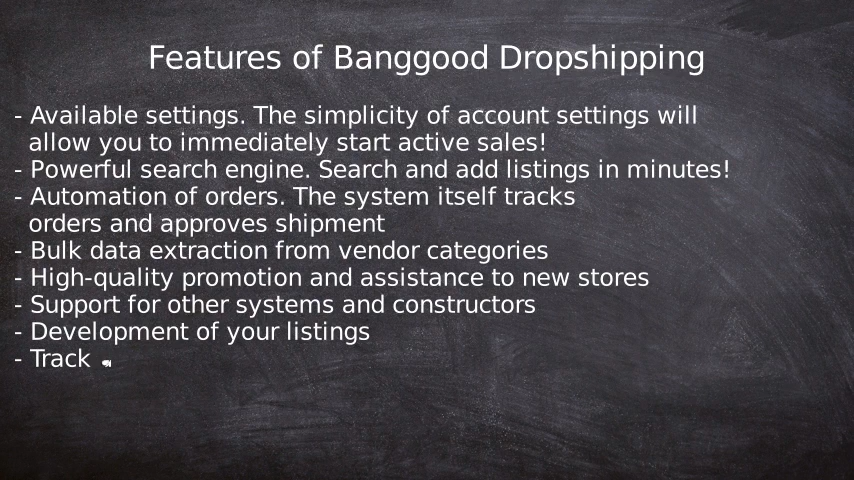 Features of Banggood Dropshipping
- Available settings. The simplicity of account settings will
allow you to immediately start active sales!
- Powerful search engine. Search and add listings in minutes!
- Automation of orders. The system itself tracks
orders and approves shipment
- Bulk data extraction from vendor categories
- High-quality promotion and assistance to new stores
- Support for other systems and constructors
- Development of your listings
- Track